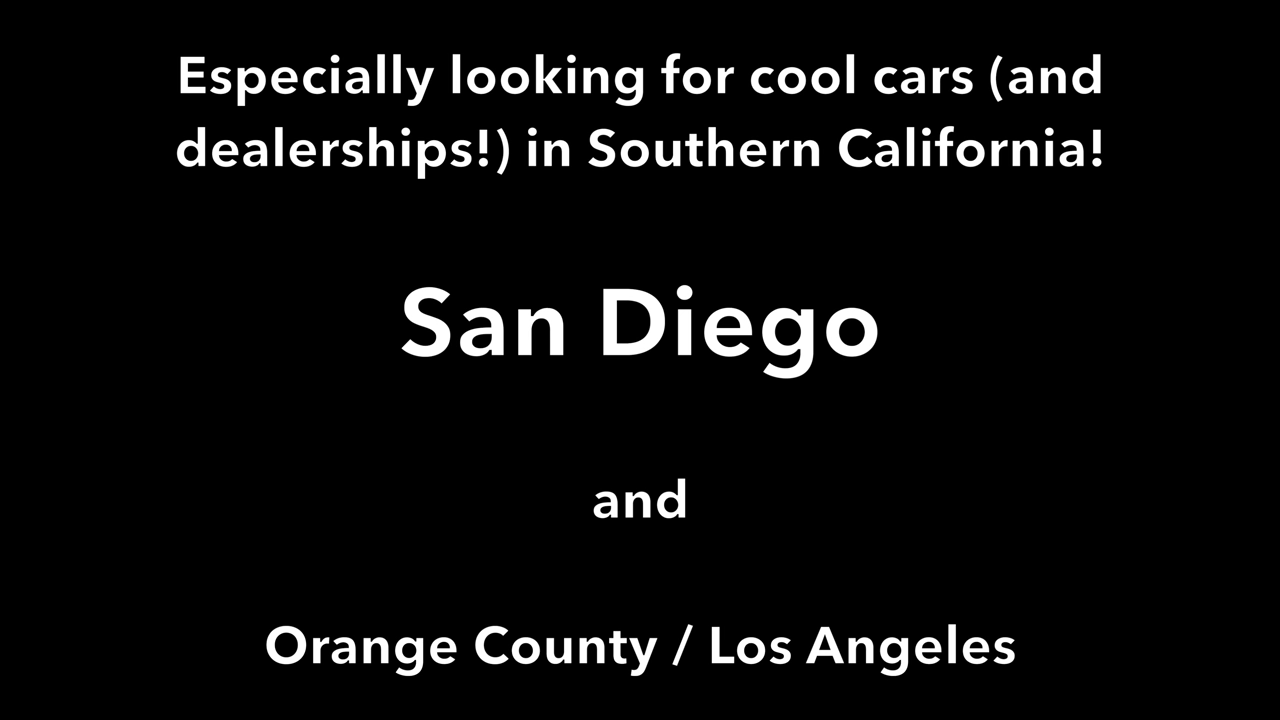 Especially looking for cool cars (and
dealerships!) in Southern California!
San Diego
and
Orange County / Los Angeles